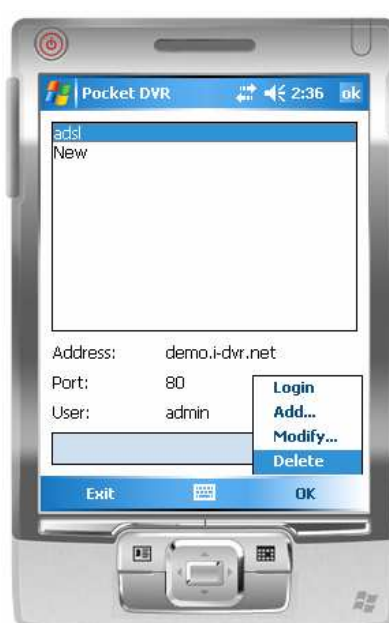 Pocket DVR 2:36 ok
adsl
New
Address: demo.i-dvr.net
Port: 80
User: admin
Login
Add...
Modify...
Delete
Exit OK